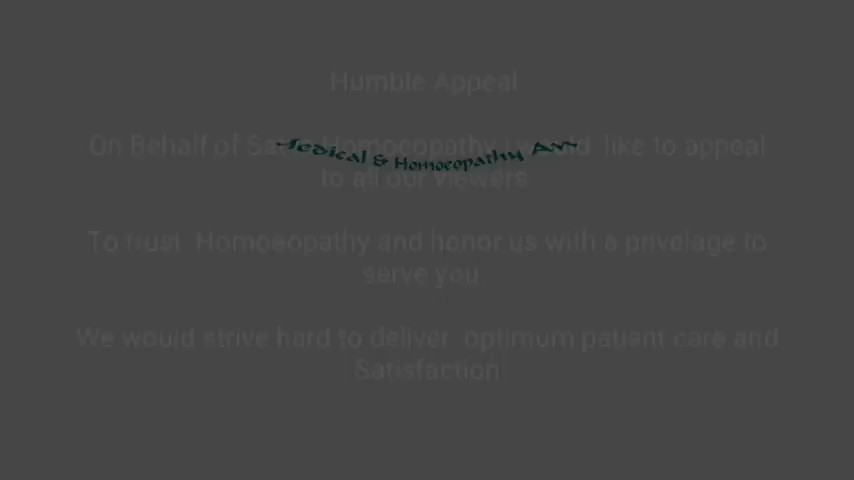 Humble Appeal
On Behalf of Homoeopathy like to appeal
to all our viewers
Medical & Homoeopathy
To trust Homoeopathy and honor us with a privelage to
serve you
We would strive hard to deliver optimum patient care and
Satisfaction